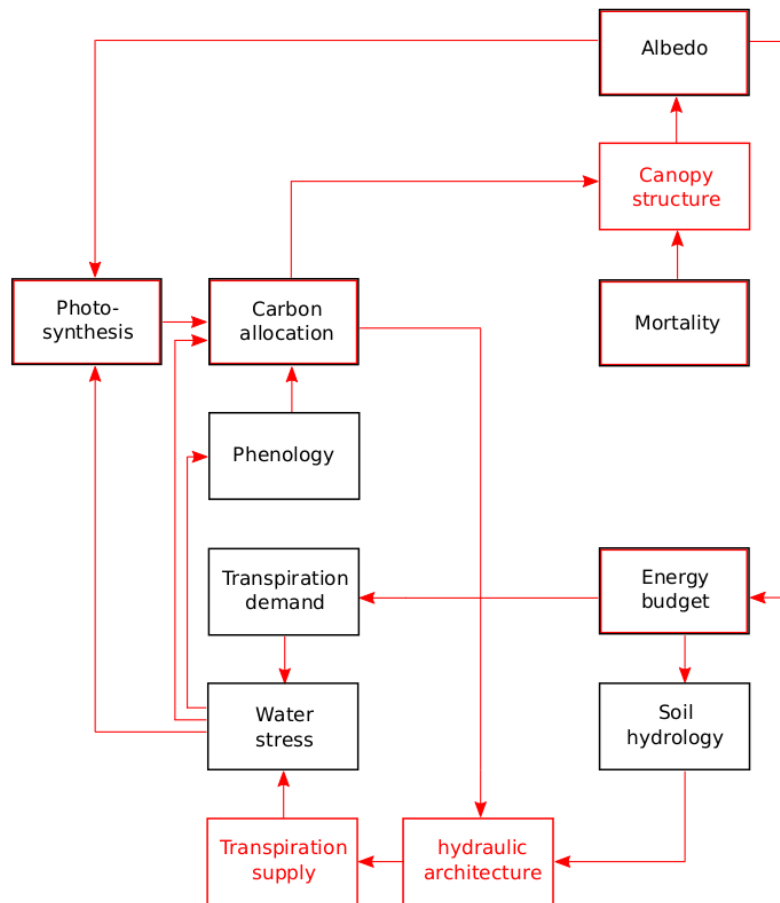 Albedo
Canopy
structure
Photo-
synthesis
Carbon
allocation
Mortality
Phenology
Transpiration
demand
Energy
budget
Water
stress
Soil
hydrology
Transpiration
supply
hydraulic
architecture